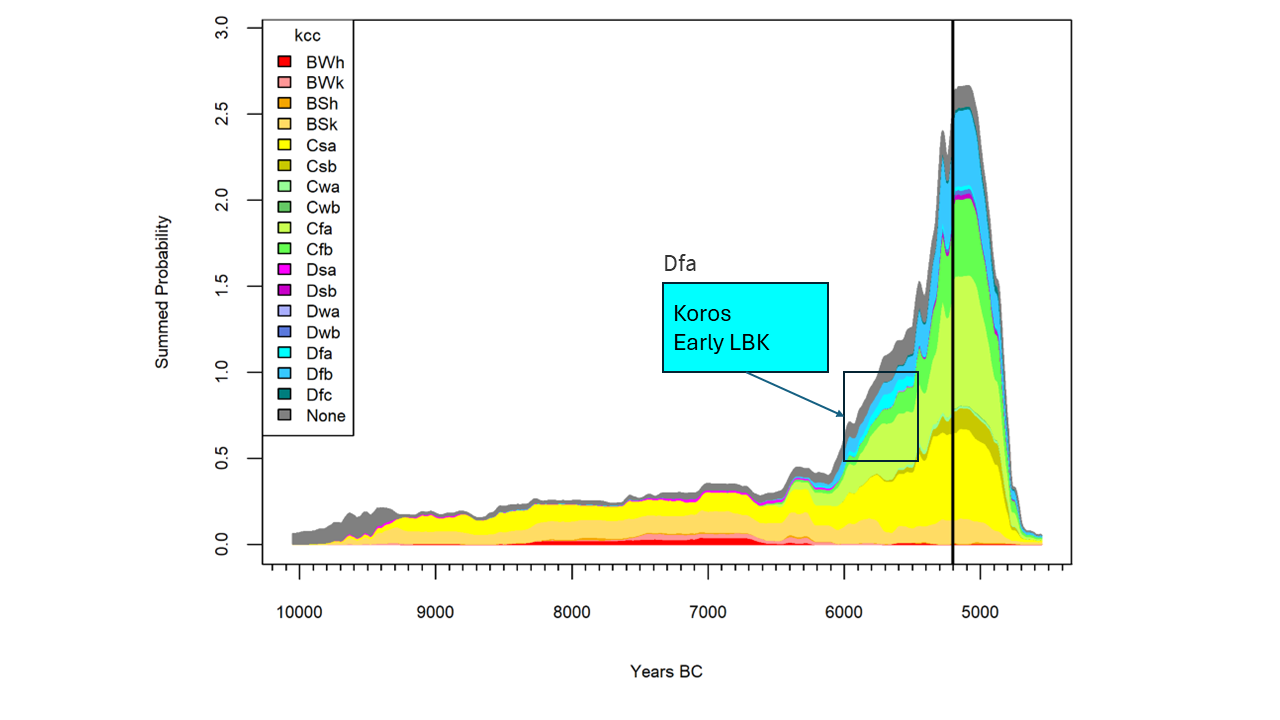 kcc
BWh
BWk
BSh
BSk
Csa
Csb
Cwa
Cwb
Cfa
Cfb
Dsa
Dsb
Dwa
Dwb
Dfa
Dfb
Dfc
None
Dfa
Koros
Early LBK
Summed Probability
3.0
2.5
2.0
1.5
1.0
0.5
0.0
10000 9000 8000 7000 6000 5000
Years BC